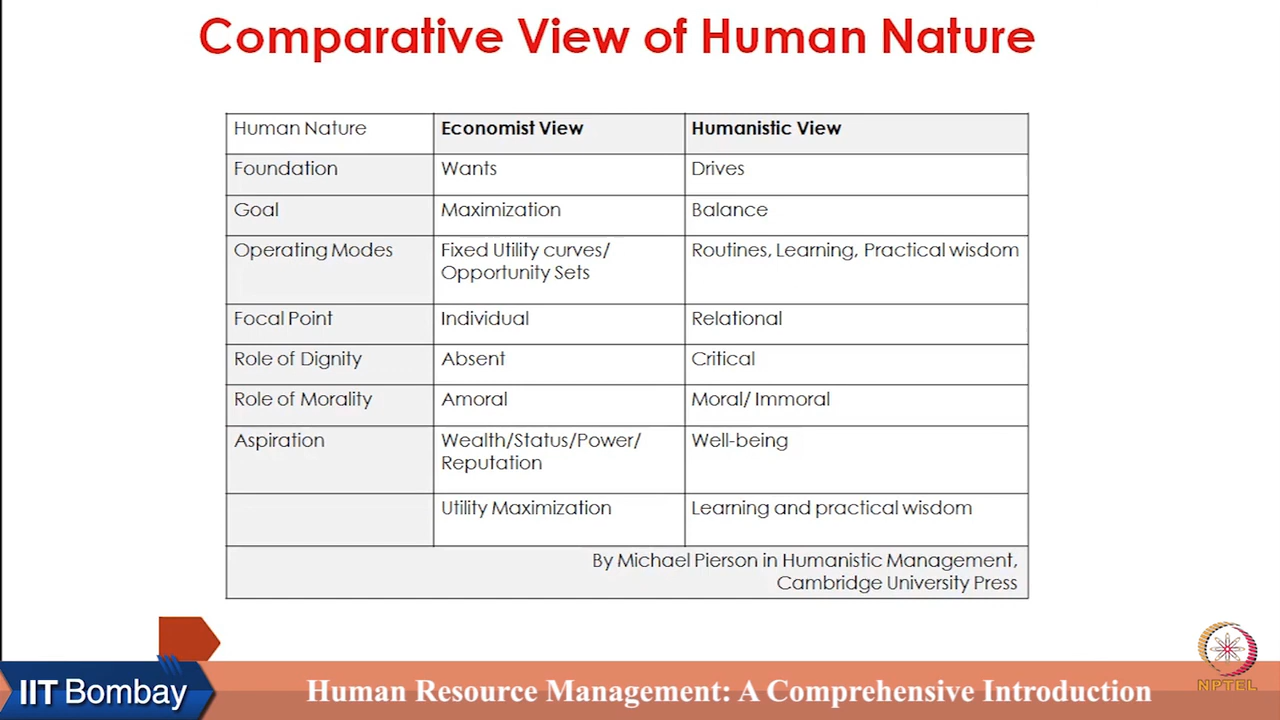 Comparative View of Human Nature
Human Nature
Economist View
Humanistic View
Foundation
Wants
Drives
Goal
Maximization
Balance
Operating Modes
Fixed Utility curves/
Opportunity Sets
Routines, Learning, Practical wisdom
Focal Point
Individual
Relational
Role of Dignity
Absent
Critical
Role of Morality
Amoral
Moral/ Immoral
Aspiration
Wealth/Status/Power/
Reputation
Well-being
Utility Maximization
Learning and practical wisdom
By Michael Pierson in Humanistic Management,
Cambridge University Press
IIT Bombay
Human Resource Management: A Comprehensive Introduction
NPTEL